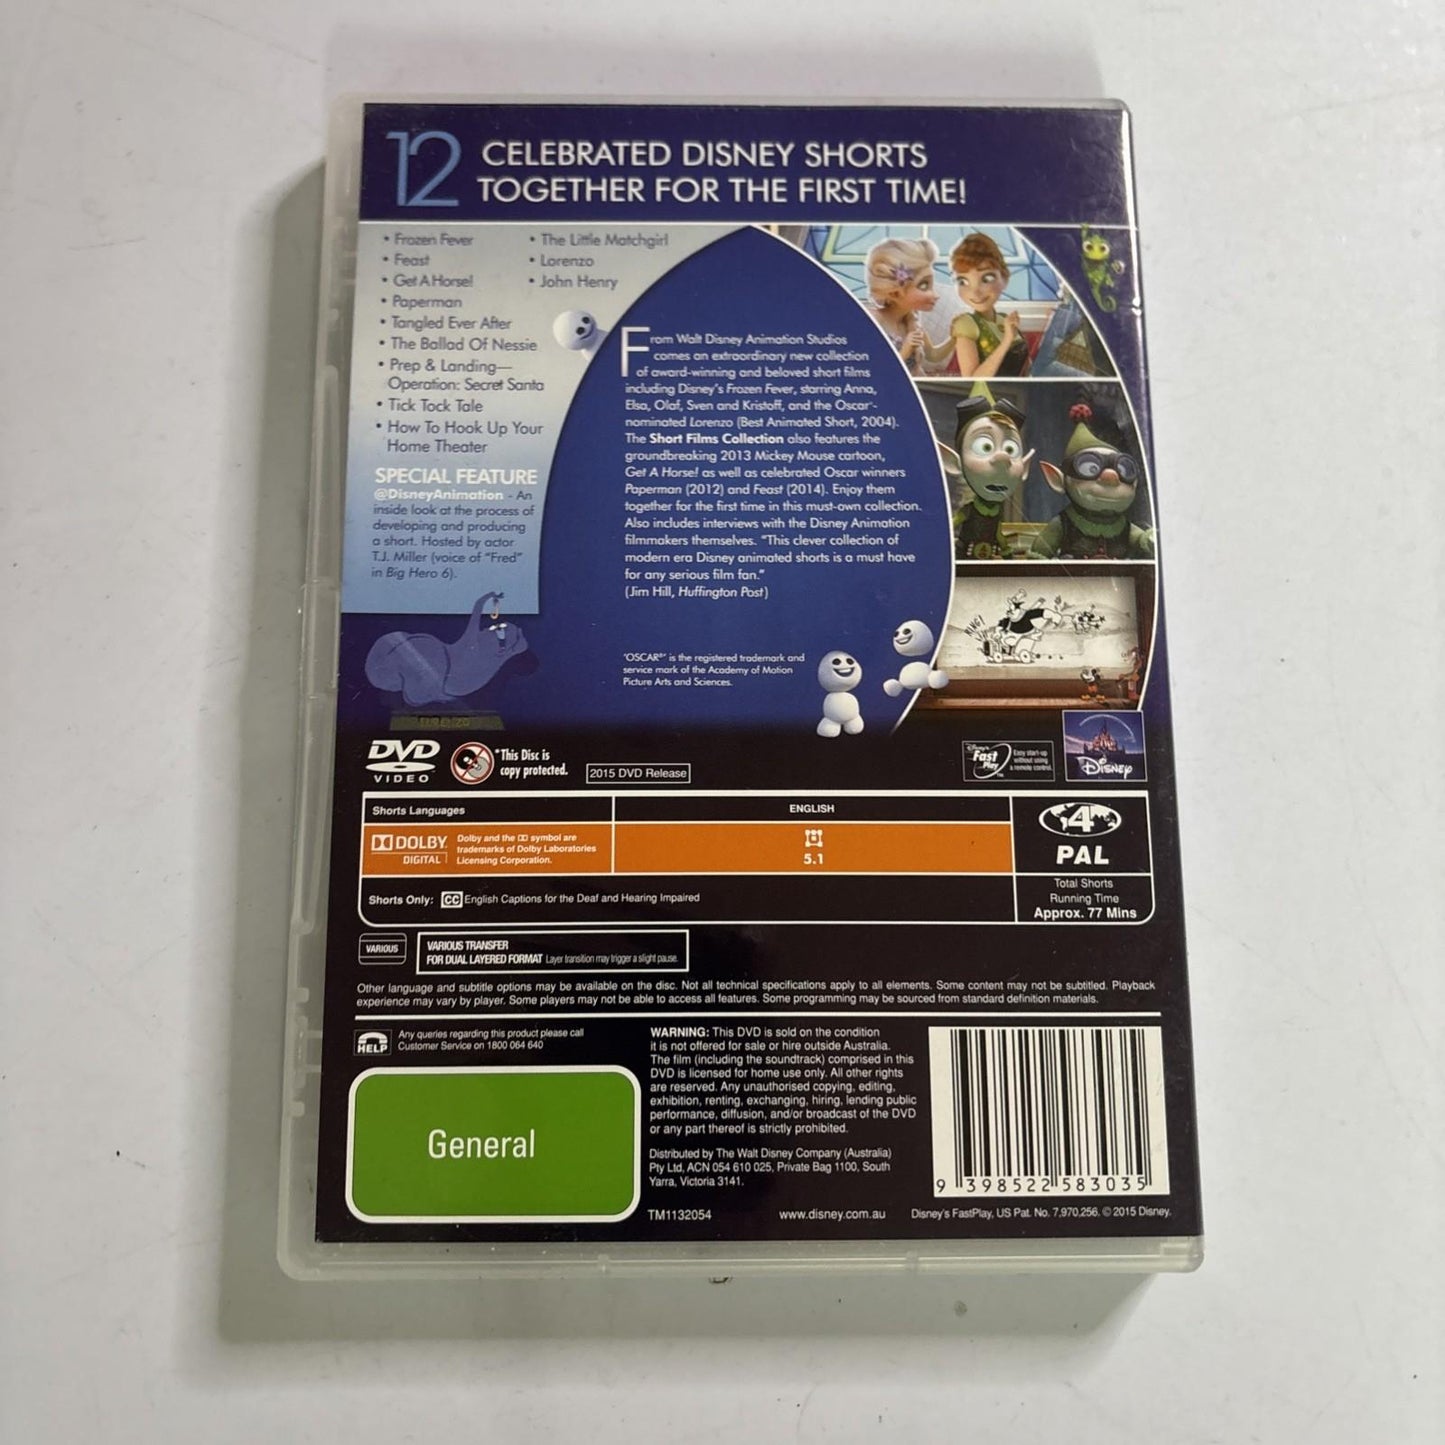 12 CELEBRATED DISNEY SHORTS
TOGETHER FOR THE FIRST TIME!
• Frozen Fever
• Feast
• Get A Horse!
• Paperman
• Tangled Ever After
• The Ballad Of Nessie
• Prep & Landing—
Operation: Secret Santa
• Tick Tock Tale
• How To Hook Up Your
Home Theater
• The Little Matchgirl
• Lorenzo
• John Henry
SPECIAL FEATURE
@DisneyAnimation - An
inside look at the process of
developing and producing
a short. Hosted by actor
T.J. Miller (voice of "Fred"
in Big Hero 6).
From Walt Disney Animation Studios
comes an extraordinary new collection
of award-winning and beloved short films
including Disney's Frozen Fever, starring Anna,
Elsa, Olaf, Sven and Kristoff, and the Oscar®-
nominated Lorenzo (Best Animated Short, 2004).
The Short Films Collection also features the
groundbreaking 2013 Mickey Mouse cartoon,
Get A Horse! as well as celebrated Oscar winners
Paperman (2012) and Feast (2014). Enjoy them
together for the first time in this must-own collection.
Also includes interviews with the Disney Animation
filmmakers themselves. "This clever collection of
modern era Disney animated shorts is a must have
for any serious film fan."
(Jim Hill, Huffington Post)
'OSCAR®' is the registered trademark and
service mark of the Academy of Motion
Picture Arts and Sciences.
DVD
VIDEO
*This Disc is
copy protected.
2015 DVD Release
Disney's
Fast
Play™
Easy start-up
without using
a remote control.
Disney
Shorts Languages
ENGLISH
DOLBY
DIGITAL
Dolby and the DD symbol are
trademarks of Dolby Laboratories
Licensing Corporation.
5.1
4
PAL
Shorts Only: CC English Captions for the Deaf and Hearing Impaired
Total Shorts
Running Time
Approx. 77 Mins
VARIOUS
VARIOUS TRANSFER
FOR DUAL LAYERED FORMAT Layer transition may trigger a slight pause.
Other language and subtitle options may be available on the disc. Not all technical specifications apply to all elements. Some content may not be subtitled. Playback
experience may vary by player. Some players may not be able to access all features. Some programming may be sourced from standard definition materials.
HELP
Any queries regarding this product please call
Customer Service on 1800 064 640
General
WARNING: This DVD is sold on the condition
it is not offered for sale or hire outside Australia.
The film (including the soundtrack) comprised in this
DVD is licensed for home use only. All other rights
are reserved. Any unauthorised copying, editing,
exhibition, renting, exchanging, hiring, lending public
performance, diffusion, and/or broadcast of the DVD
or any part thereof is strictly prohibited.
Distributed by The Walt Disney Company (Australia)
Pty Ltd, ACN 054 610 025, Private Bag 1100, South
Yarra, Victoria 3141.
9 398522 583035
TM1132054
www.disney.com.au
Disney's FastPlay, US Pat. No. 7,970,256. © 2015 Disney.